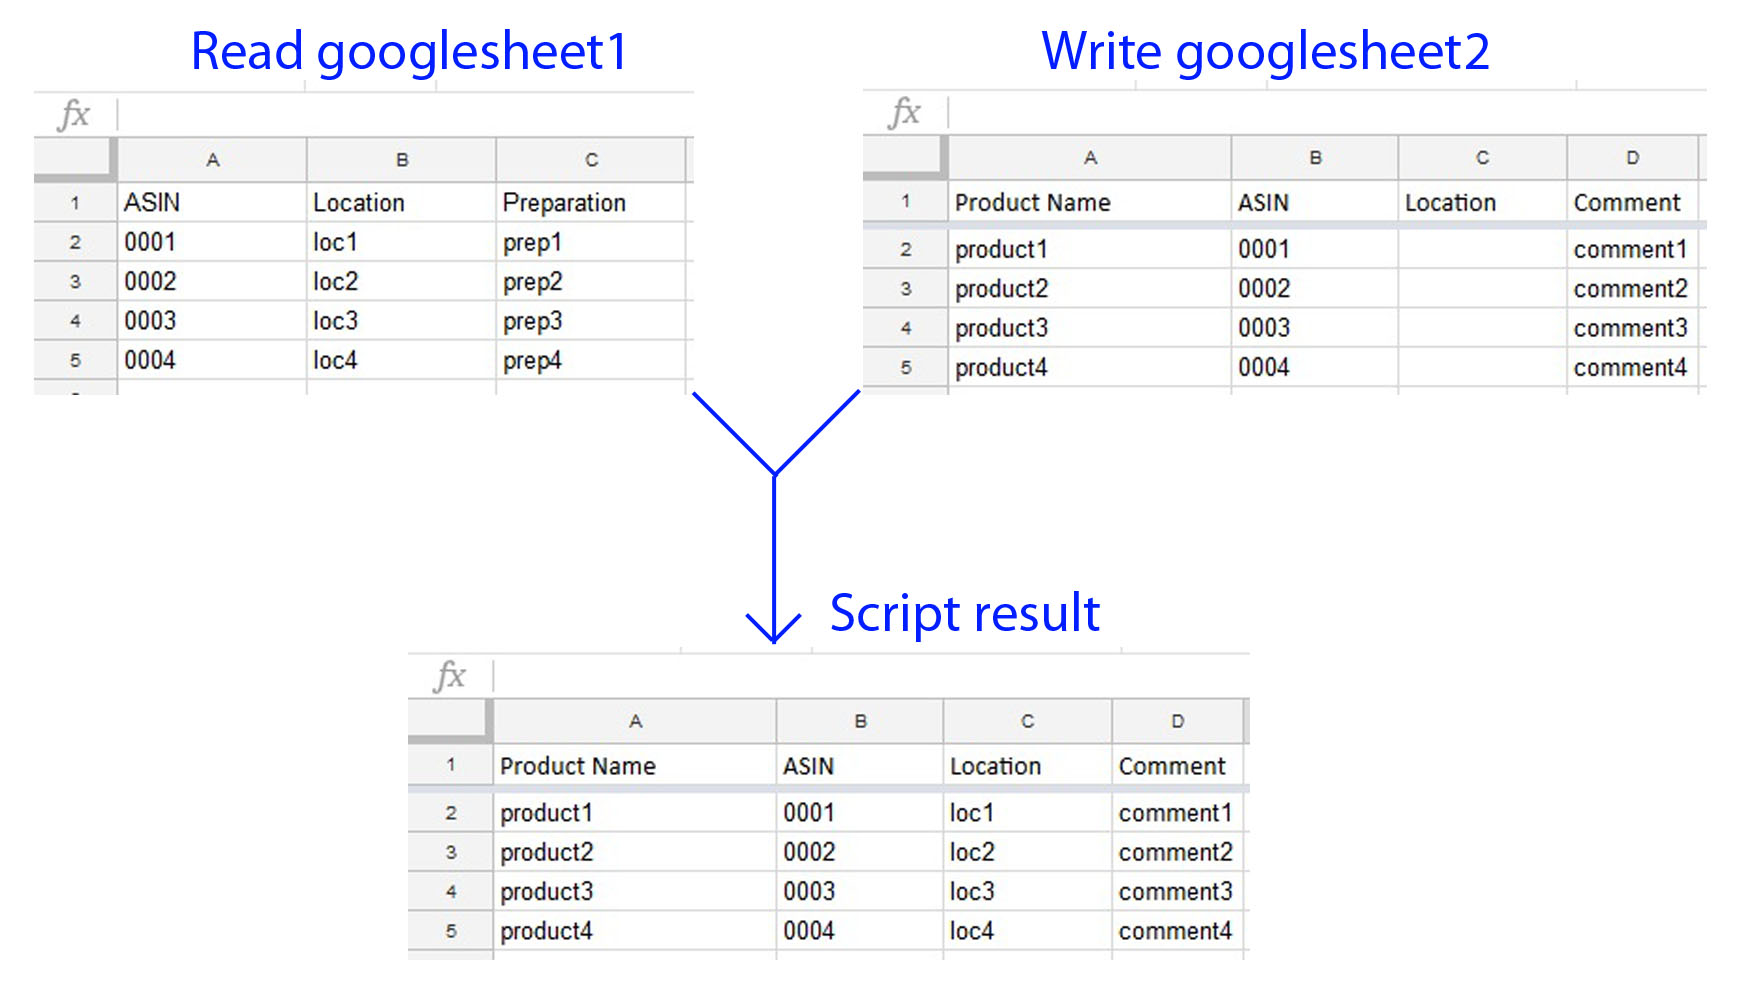 Read googlesheet1
fx
A B C
1 ASIN Location Preparation
2 0001 loc1 prep1
3 0002 loc2 prep2
4 0003 loc3 prep3
5 0004 loc4 prep4
Write googlesheet2
fx
A B C D
1 Product Name ASIN Location Comment
2 product1 0001 comment1
3 product2 0002 comment2
4 product3 0003 comment3
5 product4 0004 comment4
Script result
fx
A B C D
1 Product Name ASIN Location Comment
2 product1 0001 loc1 comment1
3 product2 0002 loc2 comment2
4 product3 0003 loc3 comment3
5 product4 0004 loc4 comment4